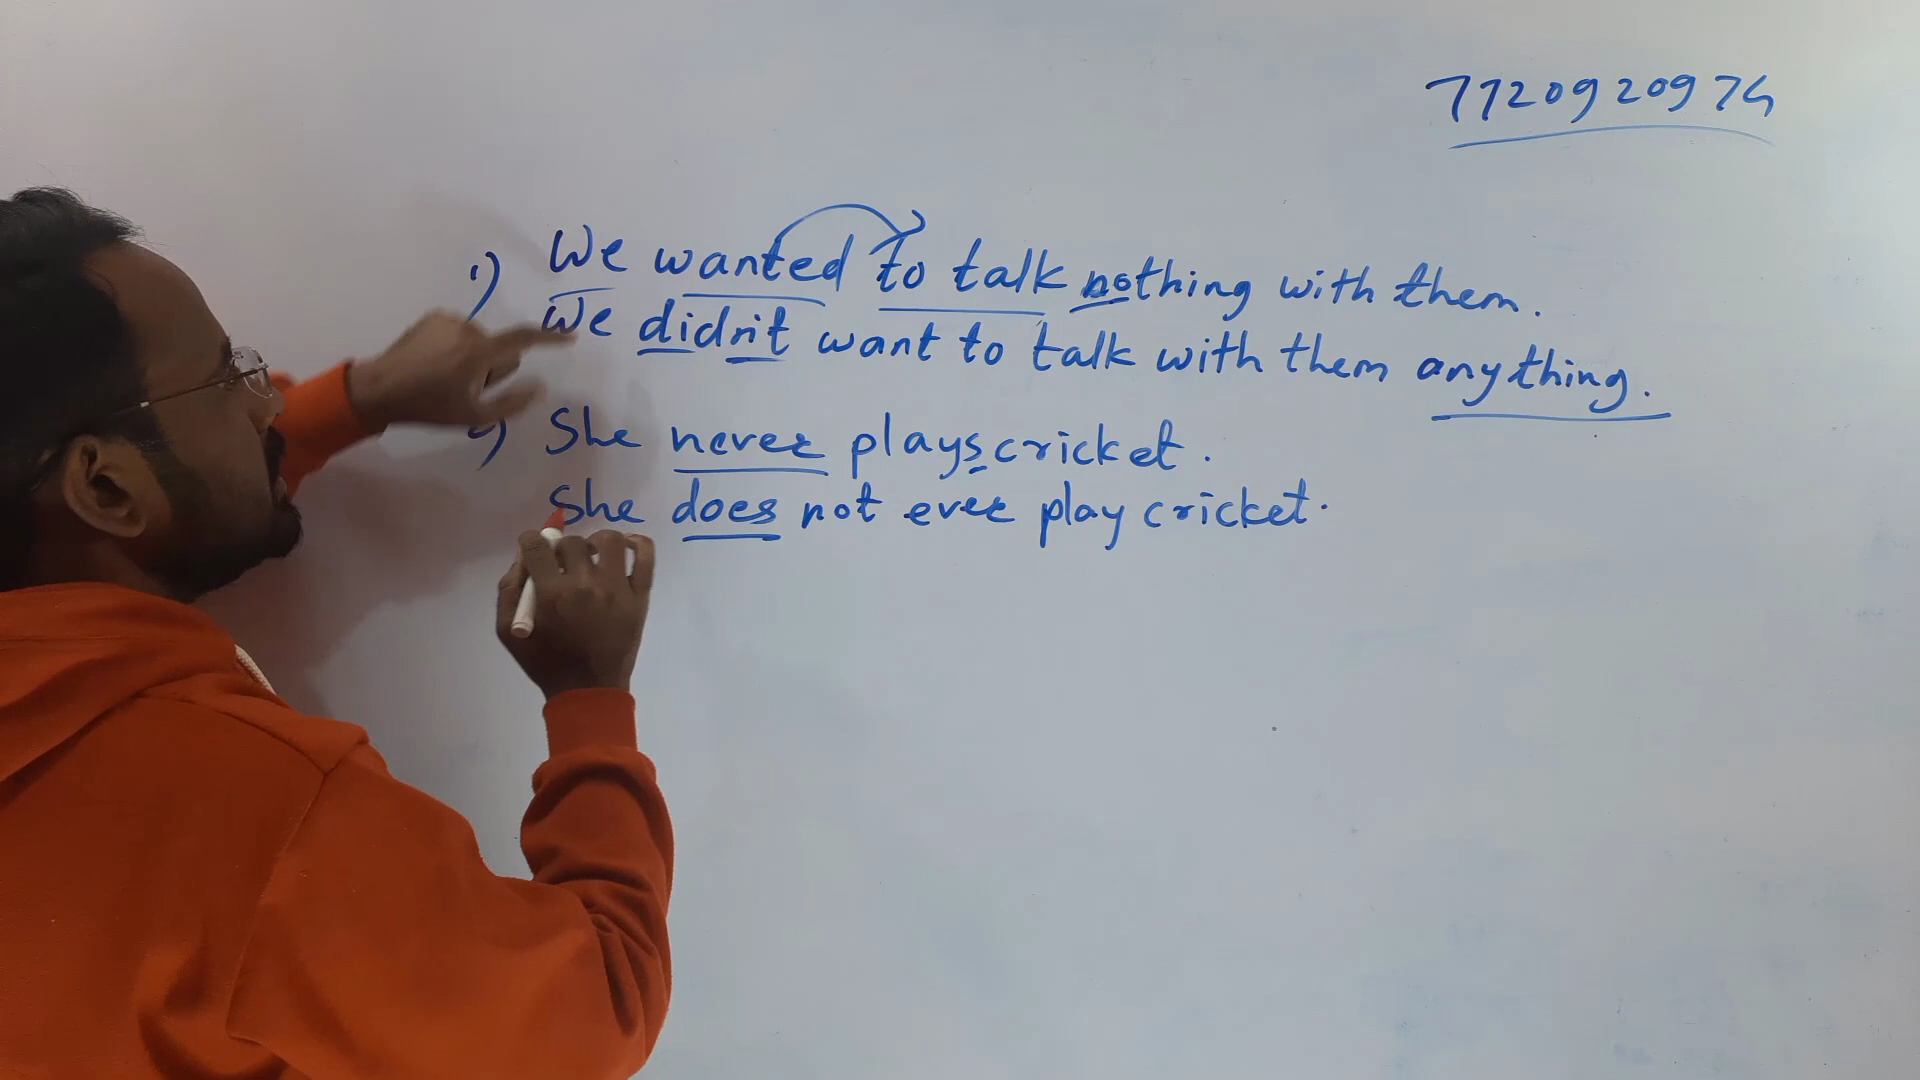 7720920974
1) We wanted to talk nothing with them.
We didn't want to talk with them anything.
2) She never plays cricket.
She does not ever play cricket.